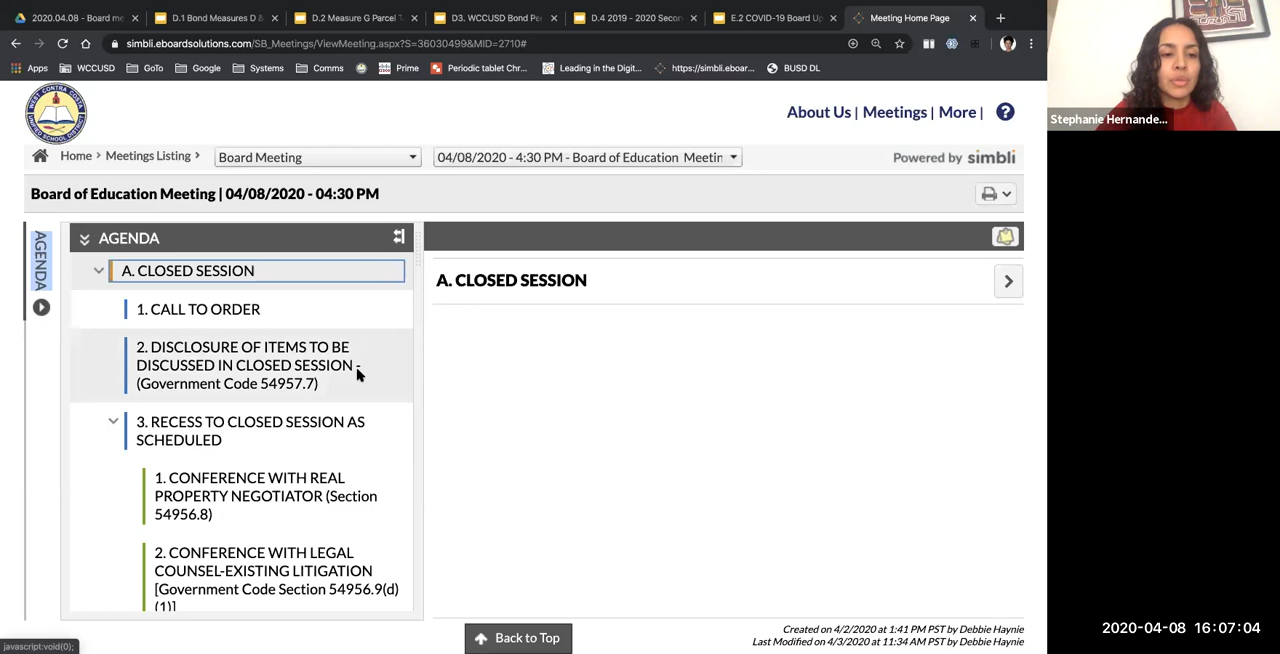 2020.04.08 - Board me
D.1 Bond Measures D &
D.2 Measure G Parcel T
D3. WCCUSD Bond Pe
D.4 2019 - 2020 Secon
E.2 COVID-19 Board Up
Meeting Home Page
simbli.eboardsolutions.com/SB_Meetings/ViewMeeting.aspx?S=36030499&MID=2710#
Apps WCCUSD GoTo Google Systems Comms Prime Periodic tablet Chr... Leading in the Digit... https://simbli.eboar... BUSD DL
Stephanie Hernande...
About Us | Meetings | More | ?
Home > Meetings Listing > Board Meeting 04/08/2020 - 4:30 PM - Board of Education Meetin Powered by simbli
Board of Education Meeting | 04/08/2020 - 04:30 PM
AGENDA
AGENDA
A. CLOSED SESSION
1. CALL TO ORDER
2. DISCLOSURE OF ITEMS TO BE
DISCUSSED IN CLOSED SESSION -
(Government Code 54957.7)
3. RECESS TO CLOSED SESSION AS
SCHEDULED
1. CONFERENCE WITH REAL
PROPERTY NEGOTIATOR (Section
54956.8)
2. CONFERENCE WITH LEGAL
COUNSEL-EXISTING LITIGATION
[Government Code Section 54956.9(d)
(1)]
A. CLOSED SESSION
Back to Top
Created on 4/2/2020 at 1:41 PM PST by Debbie Haynie
Last Modified on 4/3/2020 at 11:34 AM PST by Debbie Haynie
2020-04-08 16:07:04
javascript:void(0);